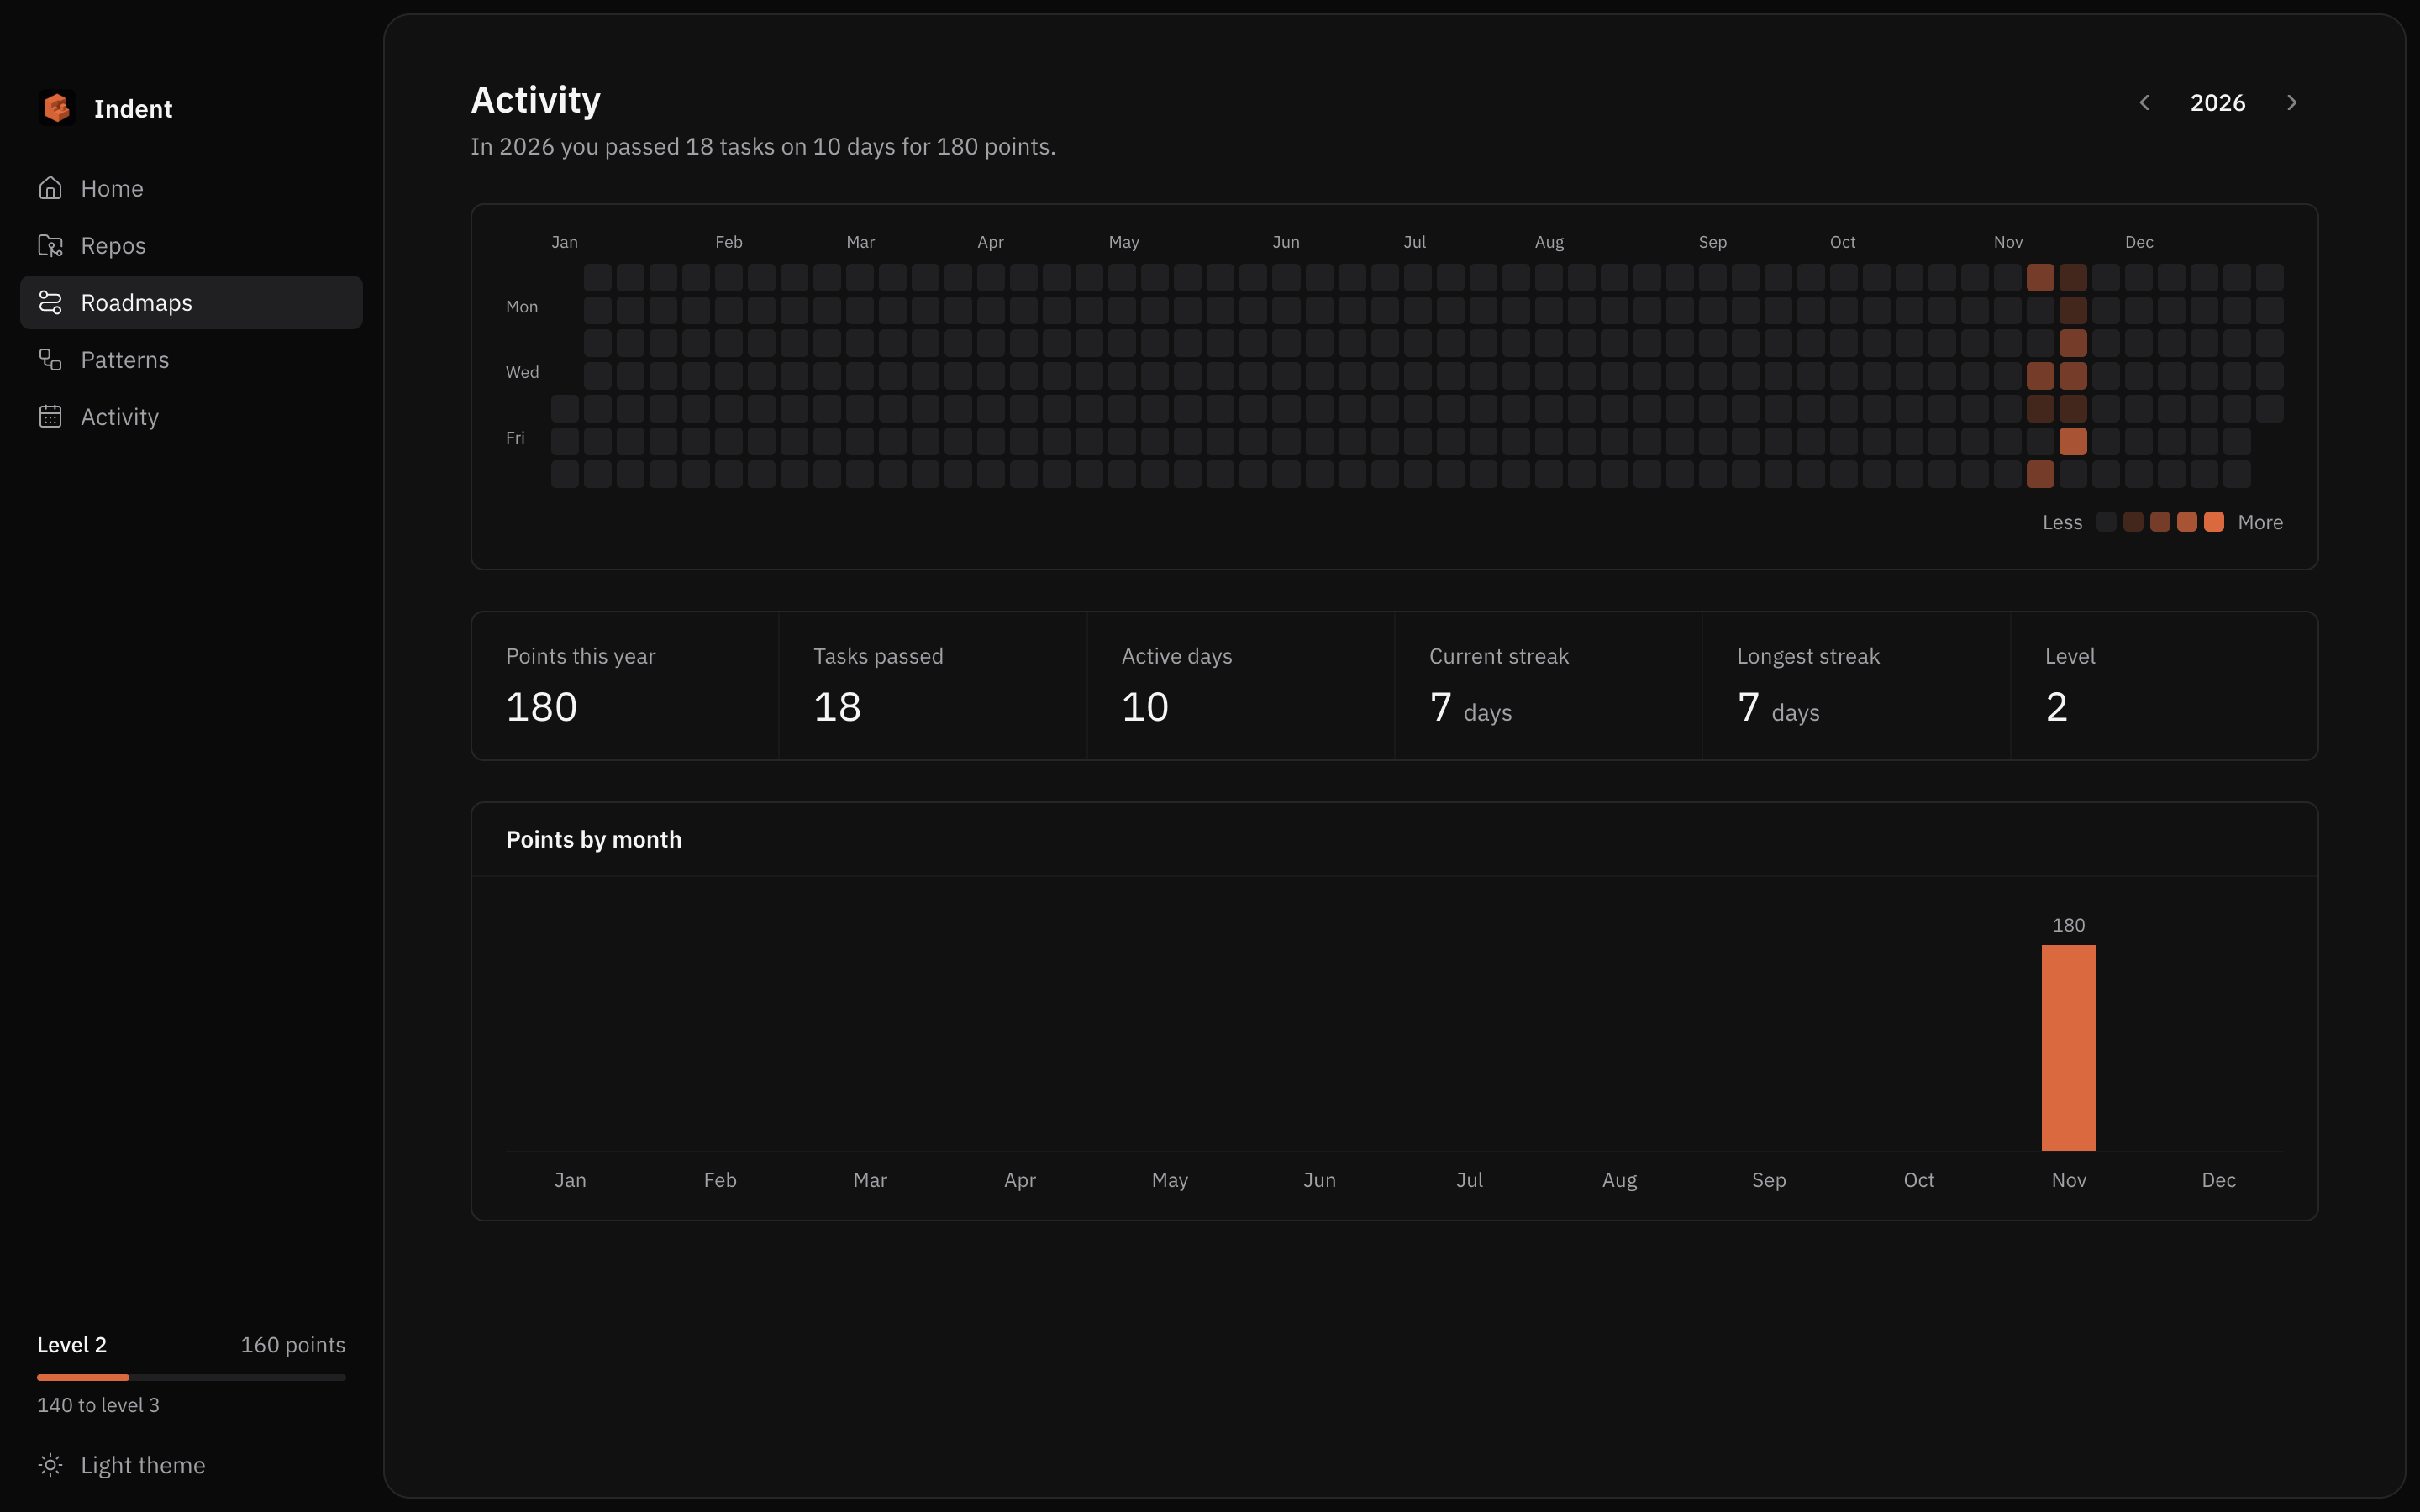 Indent
Home
Repos
Roadmaps
Patterns
Activity
Level 2 160 points
140 to level 3
Light theme
Activity
2026
In 2026 you passed 18 tasks on 10 days for 180 points.
Jan Feb Mar Apr May Jun Jul Aug Sep Oct Nov Dec
Mon
Wed
Fri
Less More
Points this year
180
Tasks passed
18
Active days
10
Current streak
7 days
Longest streak
7 days
Level
2
Points by month
180
Jan Feb Mar Apr May Jun Jul Aug Sep Oct Nov Dec